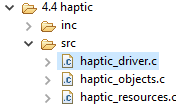 4.4 haptic
inc
src
haptic_driver.c
haptic_objects.c
haptic_resources.c